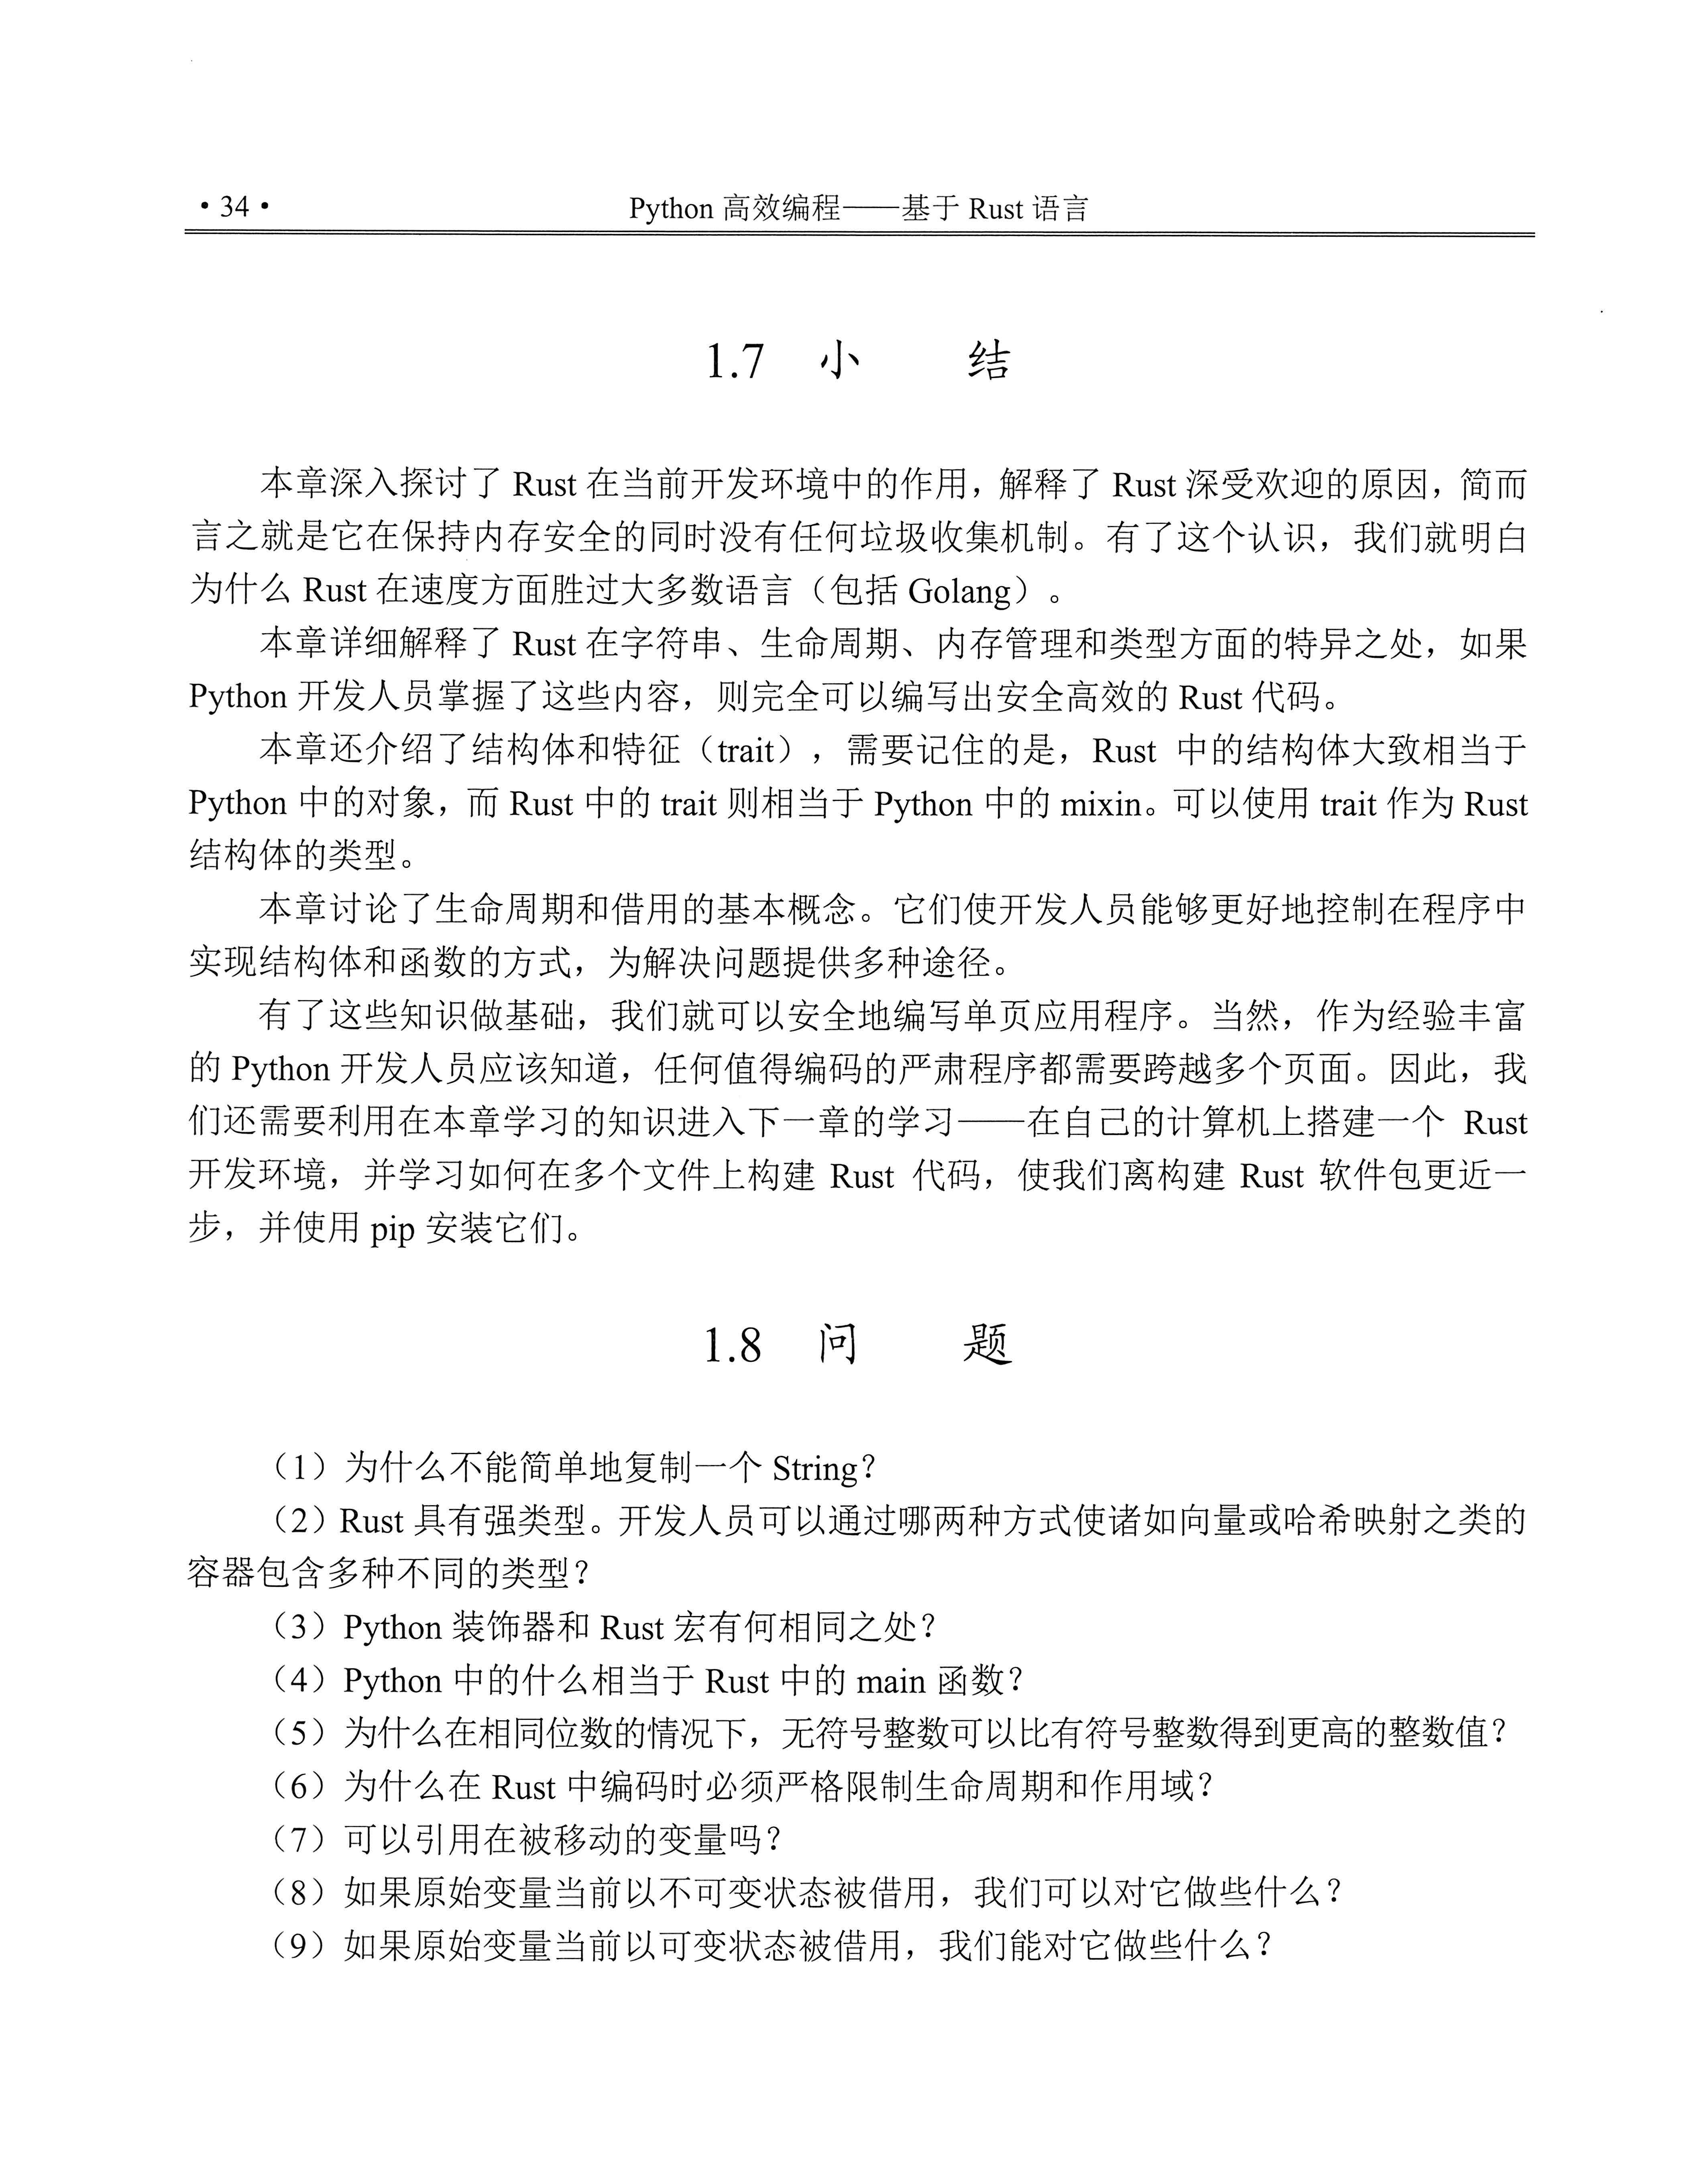 ·34·
Python 高效编程——基于 Rust 语言
1.7 小 结
本章深入探讨了 Rust 在当前开发环境中的作用，解释了 Rust 深受欢迎的原因，简而
言之就是它在保持内存安全的同时没有任何垃圾收集机制。有了这个认识，我们就明白
为什么 Rust 在速度方面胜过大多数语言（包括 Golang）。
本章详细解释了 Rust 在字符串、生命周期、内存管理和类型方面的特异之处，如果
Python 开发人员掌握了这些内容，则完全可以编写出安全高效的 Rust 代码。
本章还介绍了结构体和特征（trait），需要记住的是，Rust 中的结构体大致相当于
Python 中的对象，而 Rust 中的 trait 则相当于 Python 中的 mixin。可以使用 trait 作为 Rust
结构体的类型。
本章讨论了生命周期和借用的基本概念。它们使开发人员能够更好地控制在程序中
实现结构体和函数的方式，为解决问题提供多种途径。
有了这些知识做基础，我们就可以安全地编写单页应用程序。当然，作为经验丰富
的 Python 开发人员应该知道，任何值得编码的严肃程序都需要跨越多个页面。因此，我
们还需要利用在本章学习的知识进入下一章的学习——在自己的计算机上搭建一个 Rust
开发环境，并学习如何在多个文件上构建 Rust 代码，使我们离构建 Rust 软件包更近一
步，并使用 pip 安装它们。
1.8 问 题
（1）为什么不能简单地复制一个 String？
（2）Rust 具有强类型。开发人员可以通过哪两种方式使诸如向量或哈希映射之类的
容器包含多种不同的类型？
（3）Python 装饰器和 Rust 宏有何相同之处？
（4）Python 中的什么相当于 Rust 中的 main 函数？
（5）为什么在相同位数的情况下，无符号整数可以比有符号整数得到更高的整数值？
（6）为什么在 Rust 中编码时必须严格限制生命周期和作用域？
（7）可以引用在被移动的变量吗？
（8）如果原始变量当前以不可变状态被借用，我们可以对它做些什么？
（9）如果原始变量当前以可变状态被借用，我们能对它做些什么？